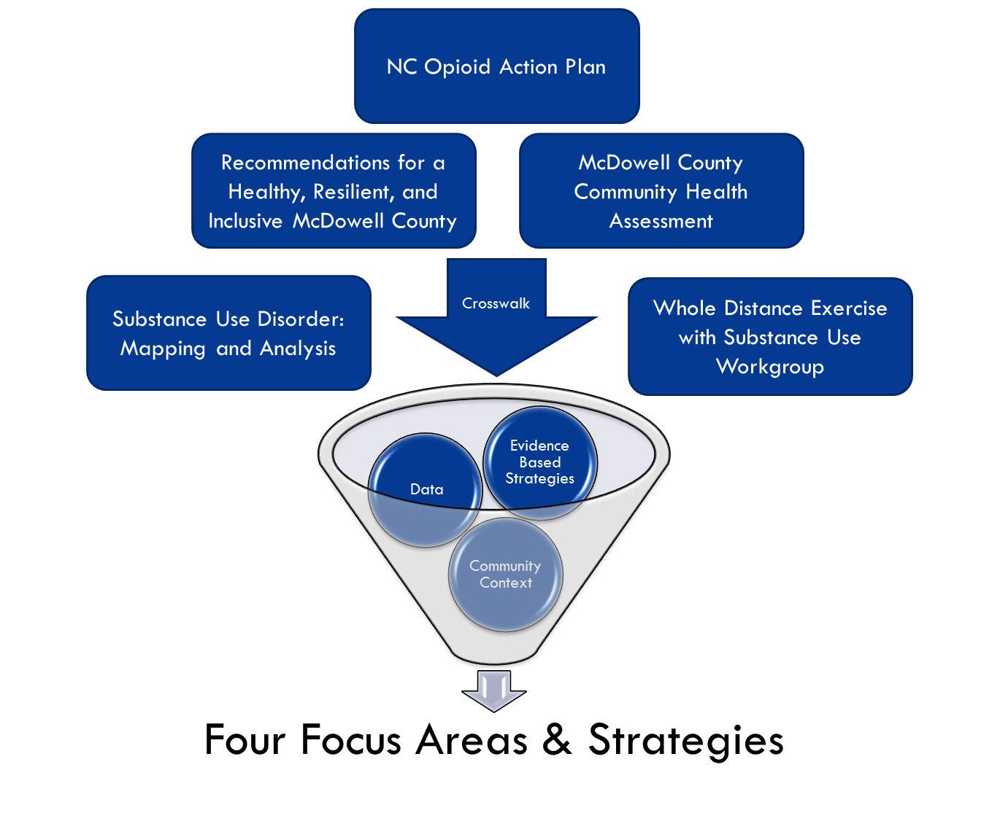 NC Opioid Action Plan
Recommendations for a
Healthy, Resilient, and
Inclusive McDowell County
McDowell County
Community Health
Assessment
Crosswalk
Substance Use Disorder:
Mapping and Analysis
Whole Distance Exercise
with Substance Use
Workgroup
Evidence
Based
Strategies
Data
Community
Context
Four Focus Areas & Strategies